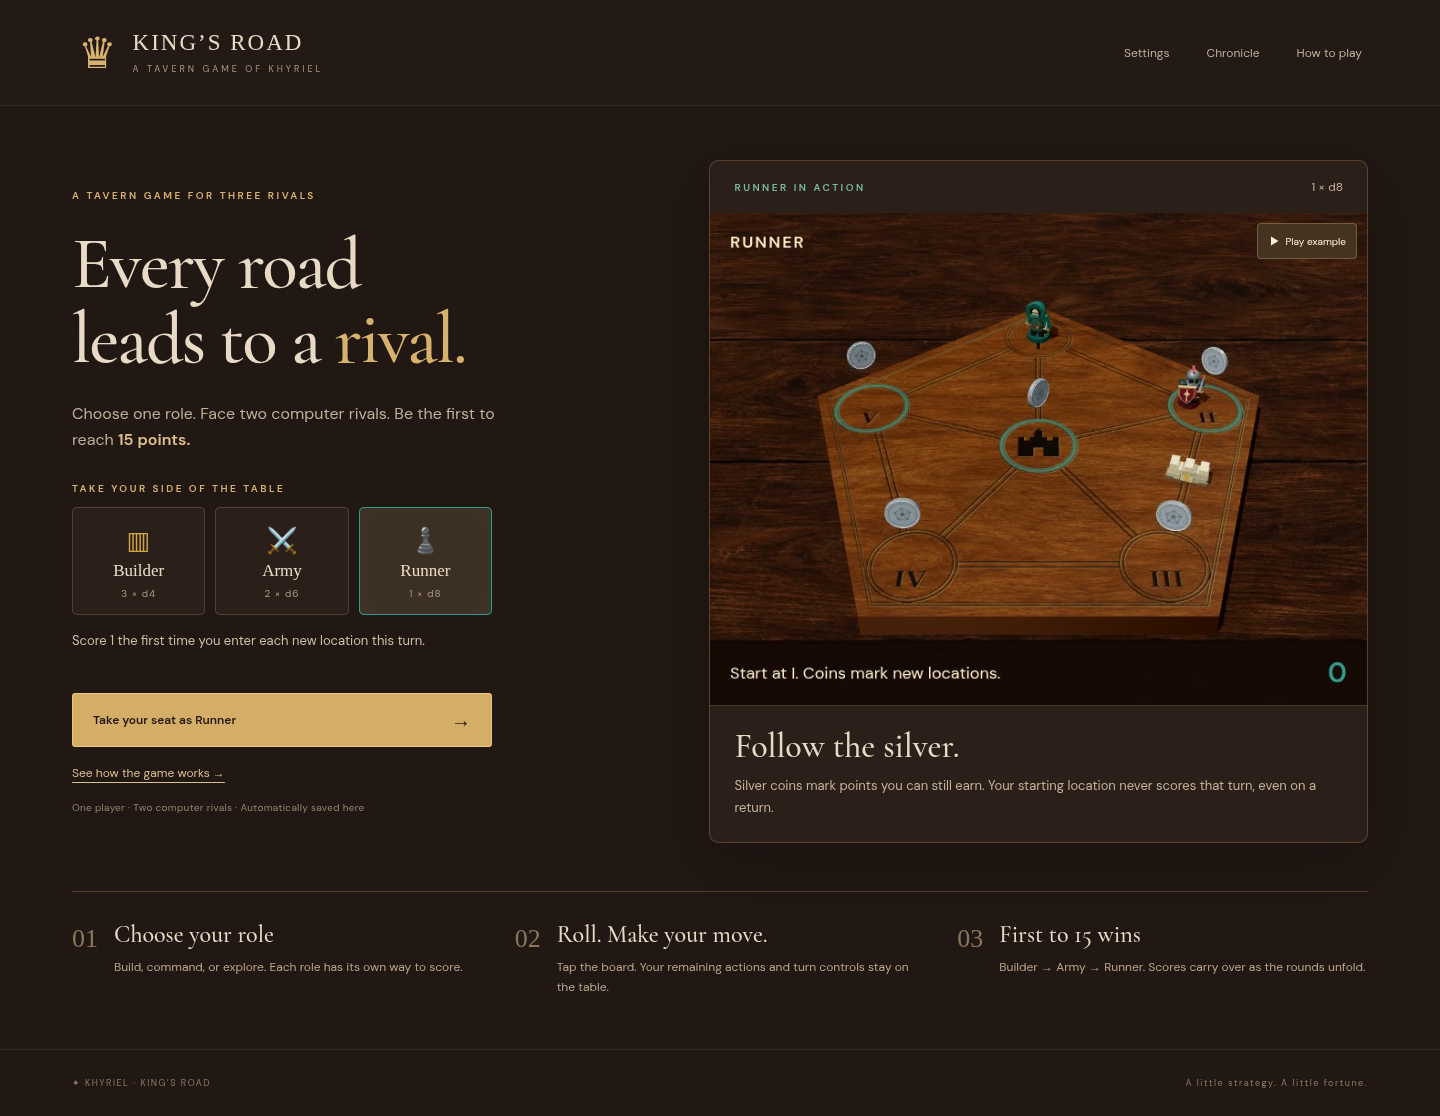 KING’S ROAD
A TAVERN GAME OF KHYRIEL
Settings
Chronicle
How to play
A TAVERN GAME FOR THREE RIVALS
Every road
leads to a rival.
Choose one role. Face two computer rivals. Be the first to
reach 15 points.
TAKE YOUR SIDE OF THE TABLE
Builder
3 × d4
Army
2 × d6
Runner
1 × d8
Score 1 the first time you enter each new location this turn.
Take your seat as Runner →
See how the game works →
One player · Two computer rivals · Automatically saved here
RUNNER IN ACTION
1 × d8
RUNNER
Play example
V
II
IV
III
Start at I. Coins mark new locations.
0
Follow the silver.
Silver coins mark points you can still earn. Your starting location never scores that turn, even on a
return.
01
Choose your role
Build, command, or explore. Each role has its own way to score.
02
Roll. Make your move.
Tap the board. Your remaining actions and turn controls stay on
the table.
03
First to 15 wins
Builder → Army → Runner. Scores carry over as the rounds unfold.
✦ KHYRIEL · KING’S ROAD
A little strategy. A little fortune.